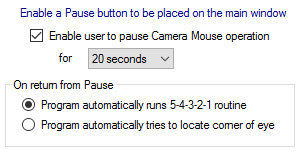 Enable a Pause button to be placed on the main window
Enable user to pause Camera Mouse operation
for 20 seconds
On return from Pause
Program automatically runs 5-4-3-2-1 routine
Program automatically tries to locate corner of eye